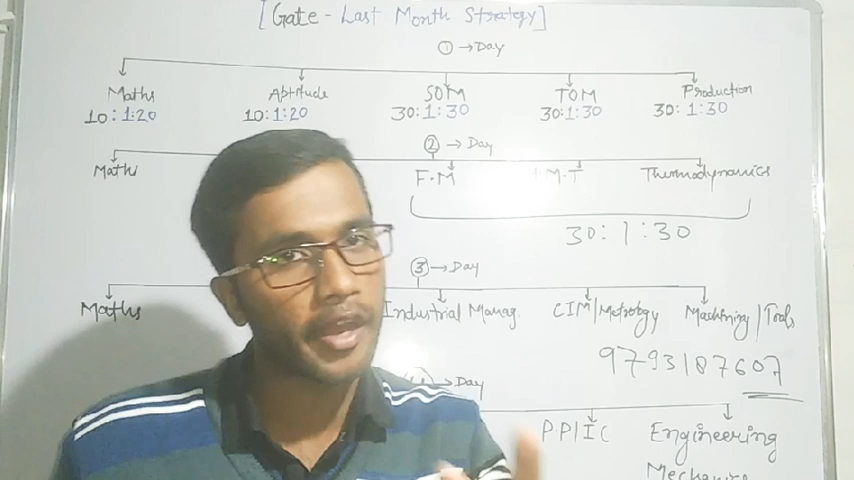 [Gate - Last Month Strategy]
① → Day
Maths Aptitude SOM TOM Production
10:1:20 10:1:20 30:1:30 30:1:30 30:1:30
② → Day
Maths F.M M.T Thermodynamics
30:1:30
③ → Day
Maths Industrial Manag. CIM/Metrology Machining/Tools
9793187607
→ Day
P.P/IC Engineering